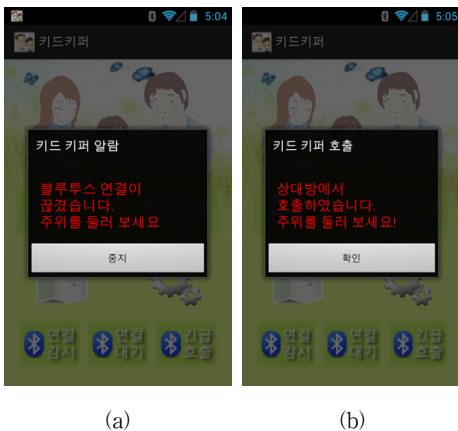 5:04
키드키퍼
키드 키퍼 알람
블루투스 연결이
끊겼습니다.
주위를 둘러 보세요
중지
연결
감시
연결
대기
긴급
호출
(a)
5:05
키드키퍼
키드 키퍼 호출
상대방에서
호출하였습니다.
주위를 둘러 보세요!
확인
연결
감시
연결
대기
긴급
호출
(b)